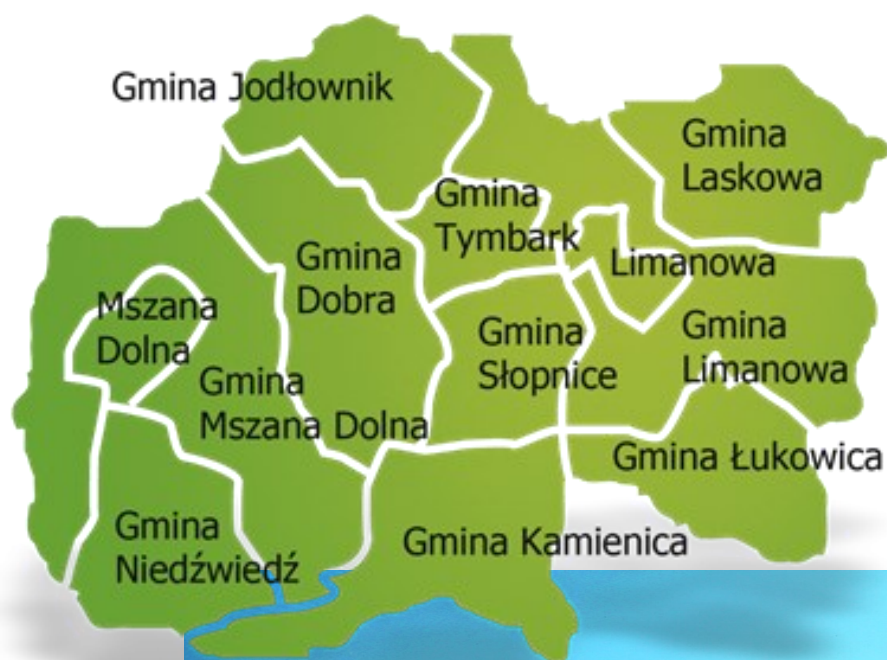 Gmina Jodłownik
Gmina
Laskowa
Gmina
Tymbark
Gmina
Dobra
Limanowa
Mszana
Dolna
Gmina
Słopnice
Gmina
Limanowa
Gmina
Mszana Dolna
Gmina Łukowica
Gmina
Niedźwiedź
Gmina Kamienica